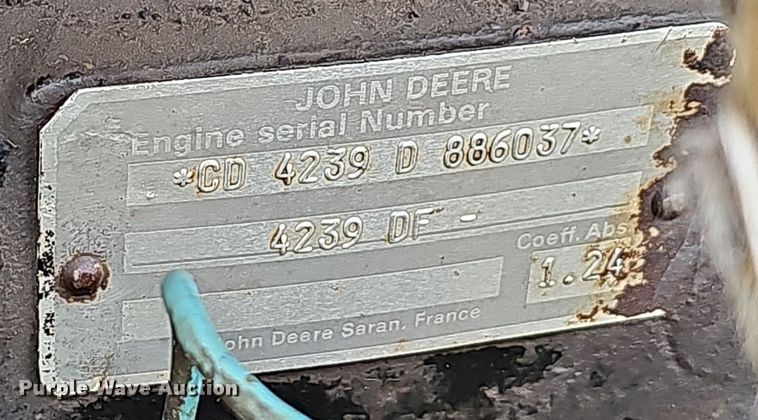 JOHN DEERE
Engine serial Number
*CD 4239 D 886037*
4239 DF -
Coeff. Abs
1.24
John Deere Saran, France
Purple Wave Auction